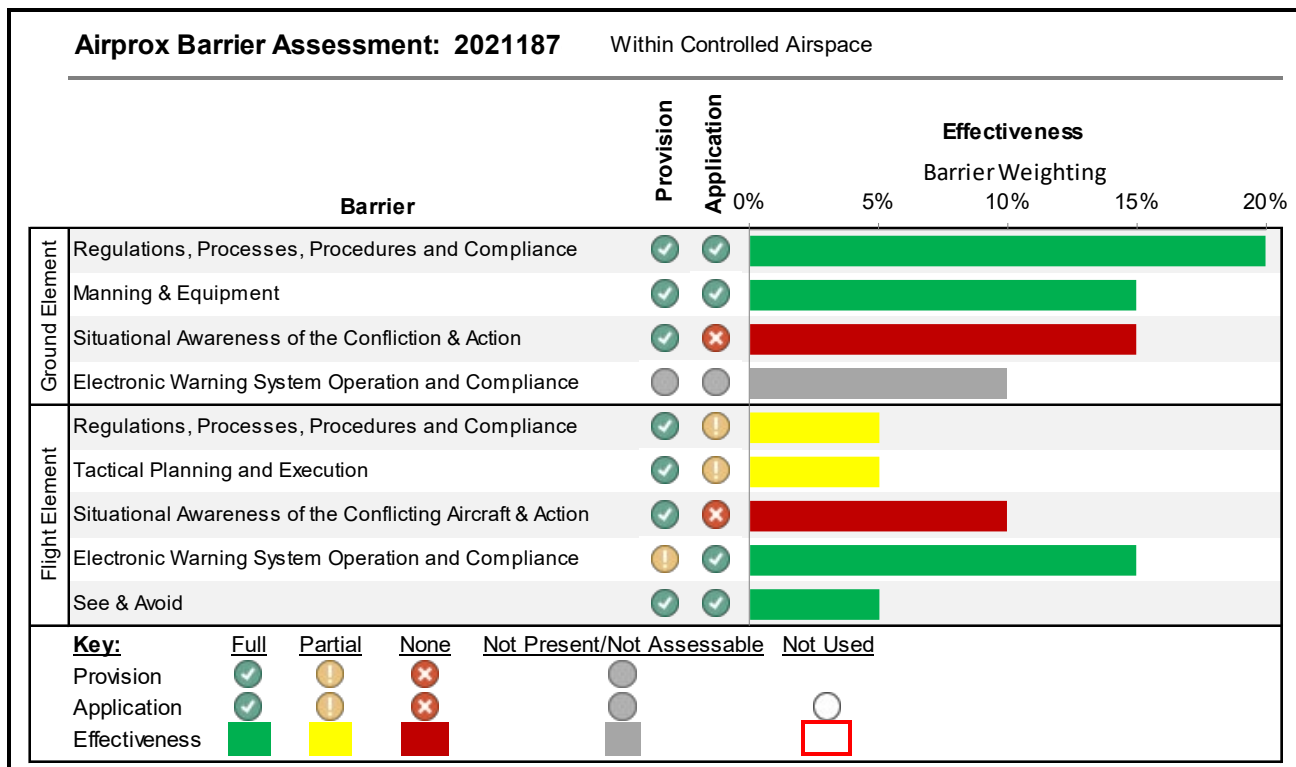 Airprox Barrier Assessment: 2021187 Within Controlled Airspace
Provision
Application
Effectiveness
Barrier Weighting
Barrier
0% 5% 10% 15% 20%
Ground Element
Regulations, Processes, Procedures and Compliance
Manning & Equipment
Situational Awareness of the Confliction & Action
Electronic Warning System Operation and Compliance
Flight Element
Regulations, Processes, Procedures and Compliance
Tactical Planning and Execution
Situational Awareness of the Conflicting Aircraft & Action
Electronic Warning System Operation and Compliance
See & Avoid
Key: Full Partial None Not Present/Not Assessable Not Used
Provision
Application
Effectiveness